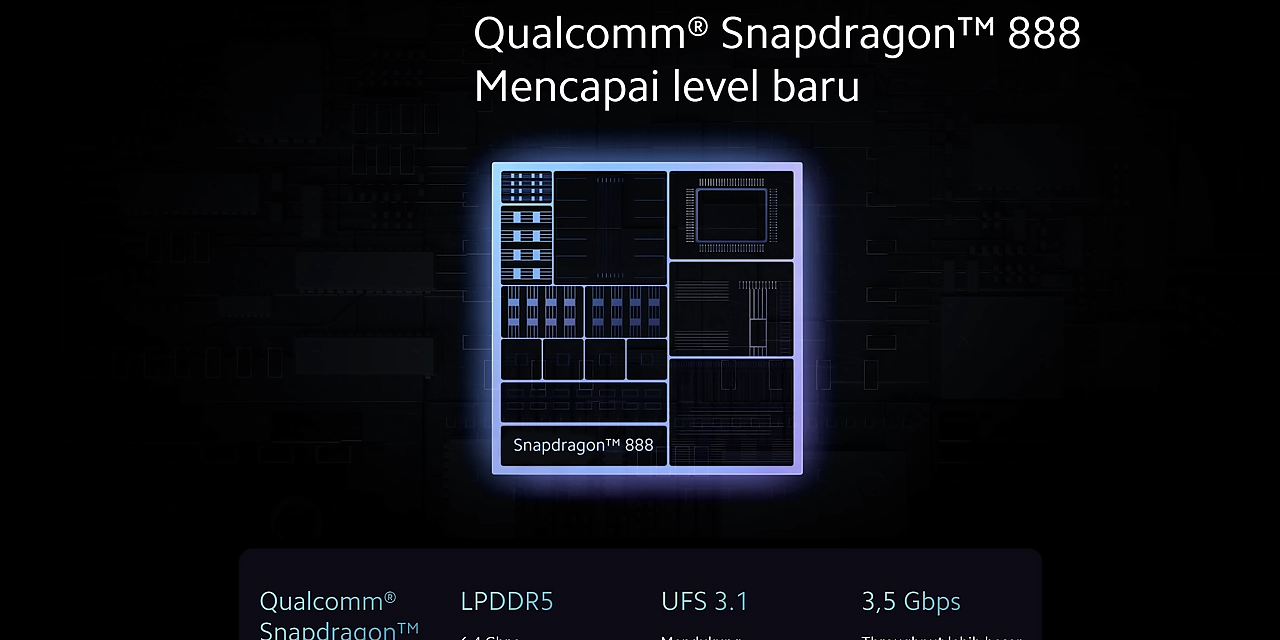 Qualcomm® Snapdragon™ 888
Mencapai level baru
Snapdragon™ 888
Qualcomm® LPDDR5 UFS 3.1 3,5 Gbps
Snapdragon™